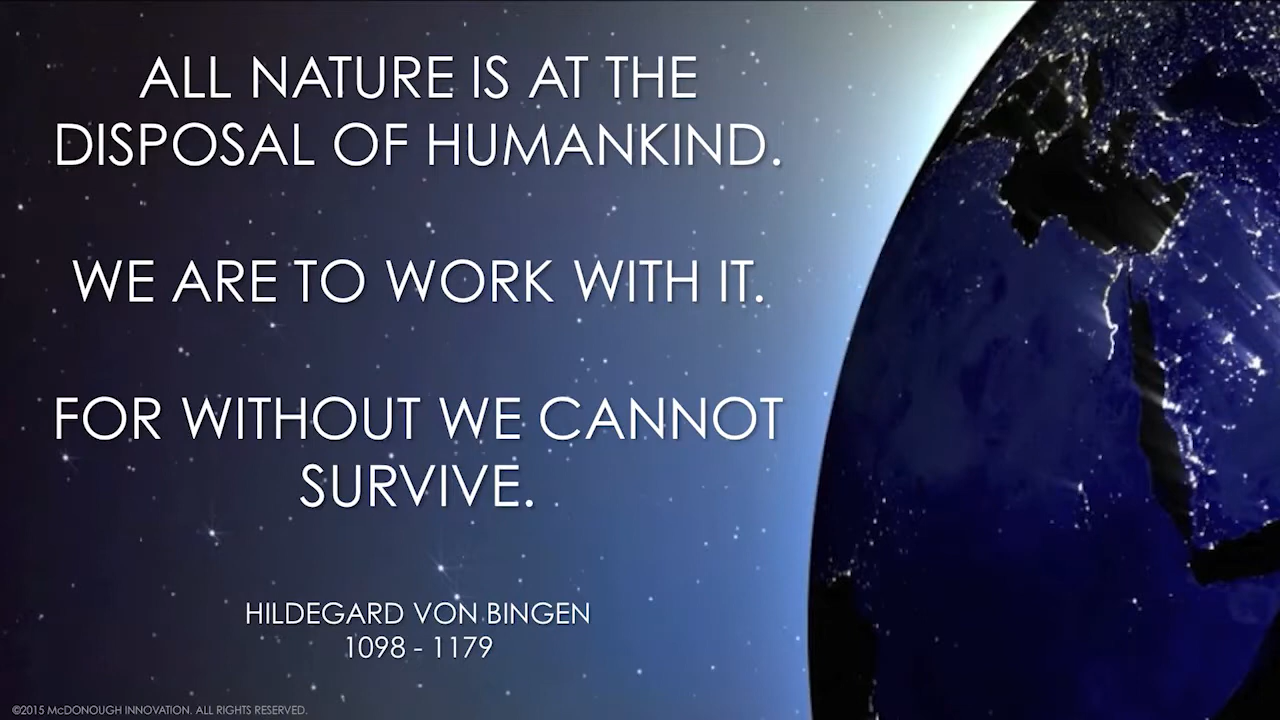 ALL NATURE IS AT THE
DISPOSAL OF HUMANKIND.
WE ARE TO WORK WITH IT.
FOR WITHOUT WE CANNOT
SURVIVE.
HILDEGARD VON BINGEN
1098 - 1179
©2015 McDONOUGH INNOVATION. ALL RIGHTS RESERVED.